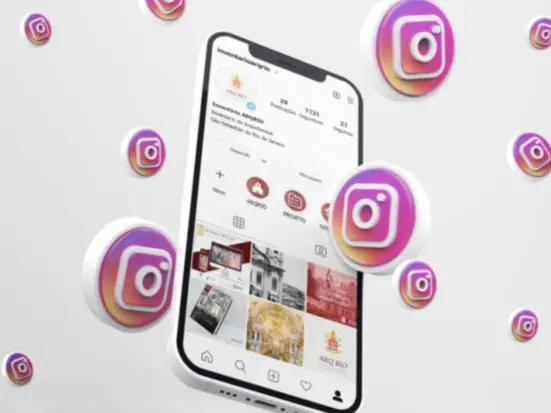 inventarioarqrio
ARQ RIO
28 1131 21
Publicações Seguidores Seguindo
Inventário ARQRIO
Inventário da Arquidiocese
São Sebastião do Rio de Janeiro
Seguindo
Mensagem
Novo
ARQRIO
PROJETO
ARQ RIO